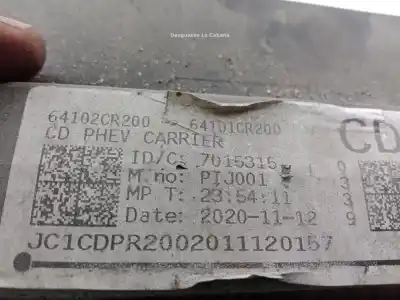 Desguaces La Cabaña
64102CR200 - 64101CR200
CD PHEV CARRIER
CD
ID/C: 7015315
M.no: PIJ001
MP T: 23:54:11
Date: 2020-11-12
JC1CDPR2002011120157